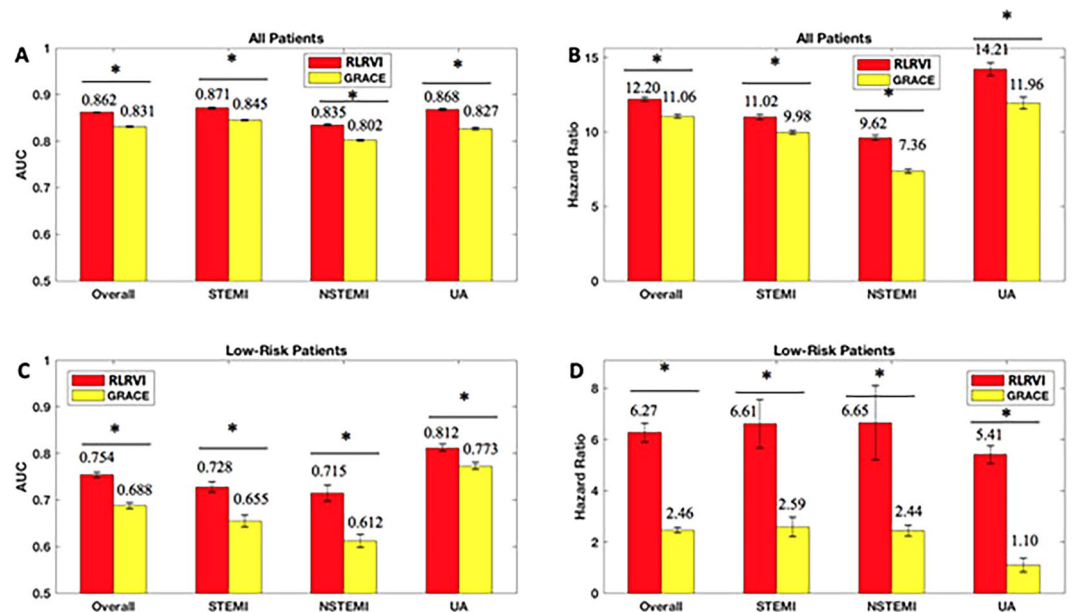 A
All Patients
RLRVI
GRACE
* * * *
0.862 0.831 0.871 0.845 0.835 0.802 0.868 0.827
1
0.9
0.8
0.7
0.6
0.5
AUC
Overall STEMI NSTEMI UA
B
All Patients
RLRVI
GRACE
* * * *
12.20 11.06 11.02 9.98 9.62 7.36 14.21 11.96
15
10
5
0
Hazard Ratio
Overall STEMI NSTEMI UA
C
Low-Risk Patients
RLRVI
GRACE
* * * *
0.754 0.688 0.728 0.655 0.715 0.612 0.812 0.773
1
0.9
0.8
0.7
0.6
0.5
AUC
Overall STEMI NSTEMI UA
D
Low-Risk Patients
RLRVI
GRACE
* * * *
6.27 2.46 6.61 2.59 6.65 2.44 5.41 1.10
8
6
4
2
0
Hazard Ratio
Overall STEMI NSTEMI UA